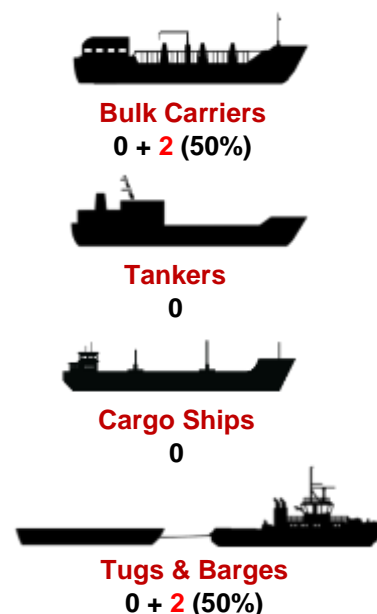 Bulk Carriers
0 + 2 (50%)
Tankers
0
Cargo Ships
0
Tugs & Barges
0 + 2 (50%)